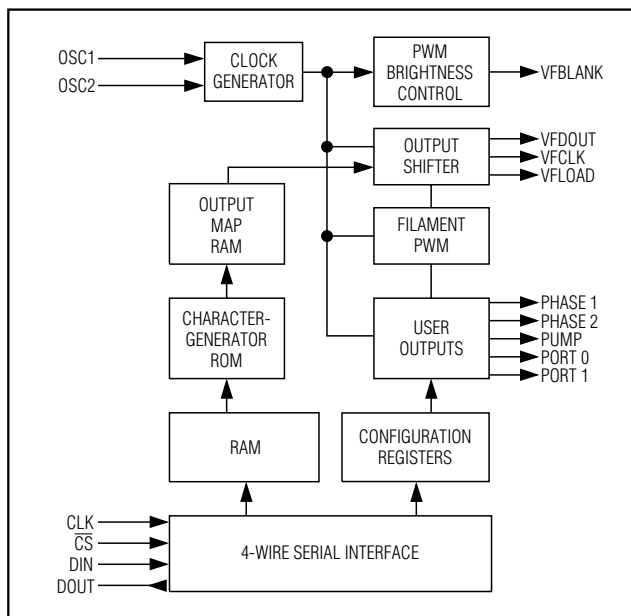 OSC1
OSC2
CLOCK
GENERATOR
PWM
BRIGHTNESS
CONTROL
VFBLANK
OUTPUT
SHIFTER
VFDOUT
VFCLK
VFLOAD
OUTPUT
MAP
RAM
FILAMENT
PWM
CHARACTER-
GENERATOR
ROM
USER
OUTPUTS
PHASE 1
PHASE 2
PUMP
PORT 0
PORT 1
RAM
CONFIGURATION
REGISTERS
CLK
C̅S̅
DIN
DOUT
4-WIRE SERIAL INTERFACE